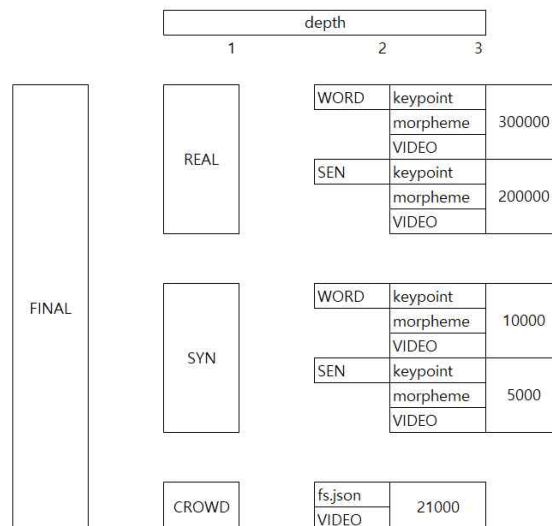 depth
1 2 3
WORD keypoint
morpheme 300000
VIDEO
REAL
SEN keypoint
morpheme 200000
VIDEO
FINAL
WORD keypoint
morpheme 10000
VIDEO
SYN
SEN keypoint
morpheme 5000
VIDEO
CROWD
fs.json
21000
VIDEO